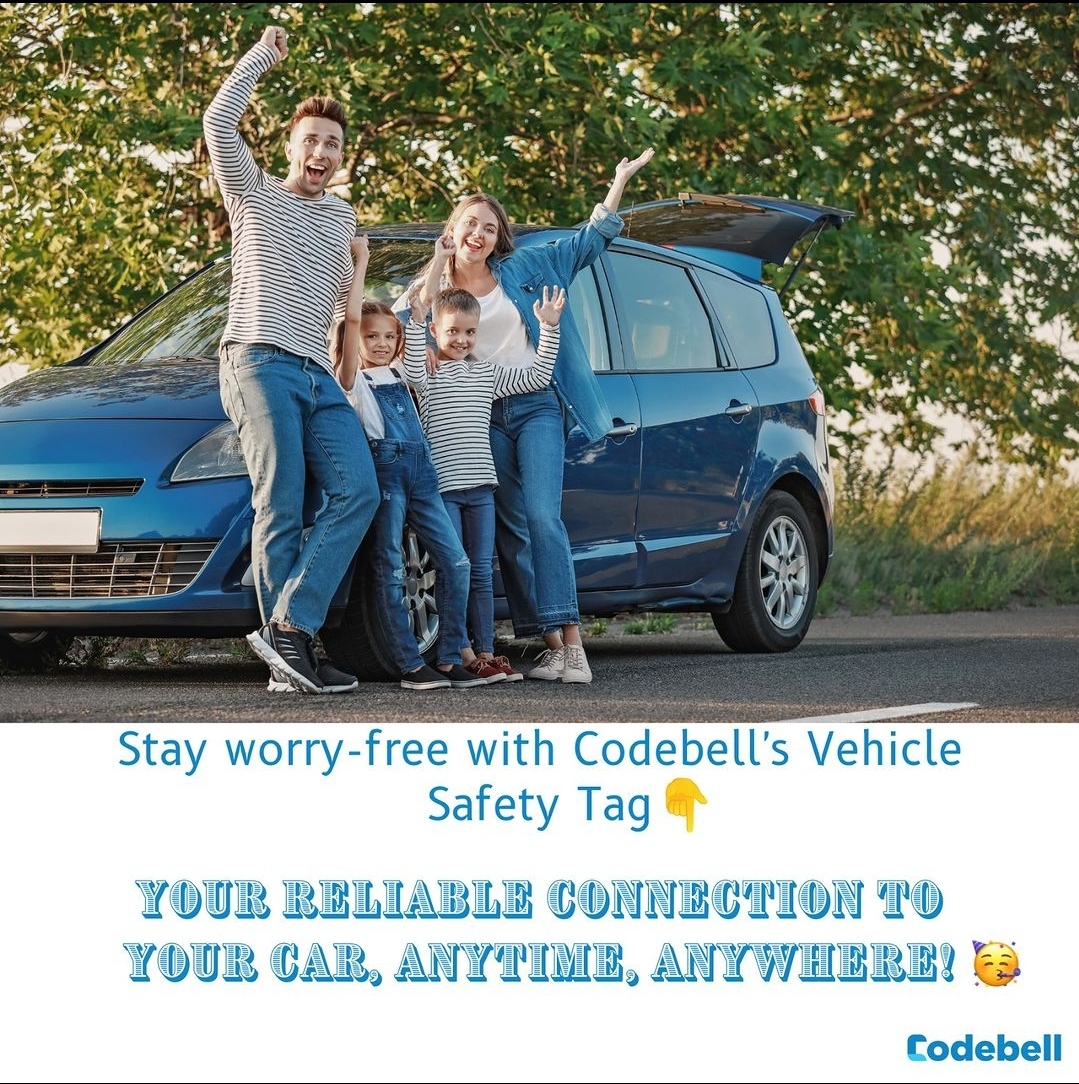 Stay worry-free with Codebell's Vehicle
Safety Tag👇
YOUR RELIABLE CONNECTION TO
YOUR CAR, ANYTIME, ANYWHERE! 🥳
Codebell